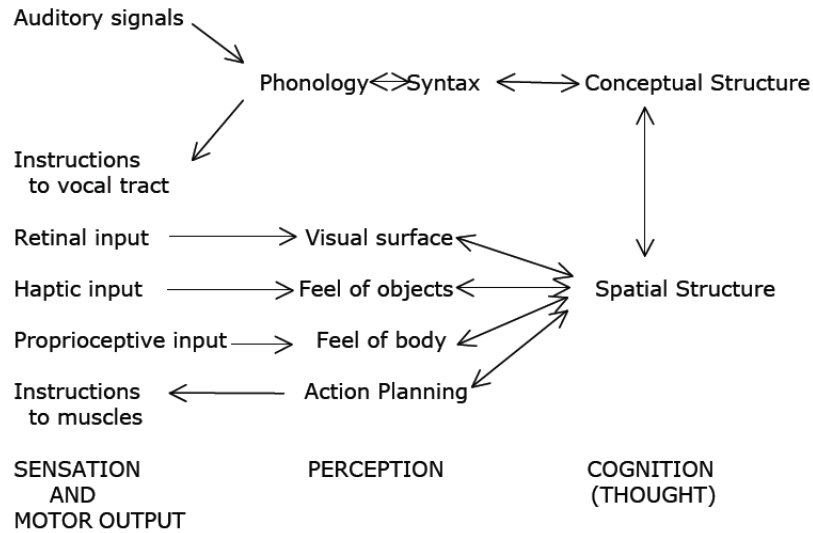 Auditory signals
Phonology Syntax Conceptual Structure
Instructions
to vocal tract
Retinal input Visual surface
Haptic input Feel of objects Spatial Structure
Proprioceptive input Feel of body
Instructions Action Planning
to muscles
SENSATION PERCEPTION COGNITION
AND (THOUGHT)
MOTOR OUTPUT